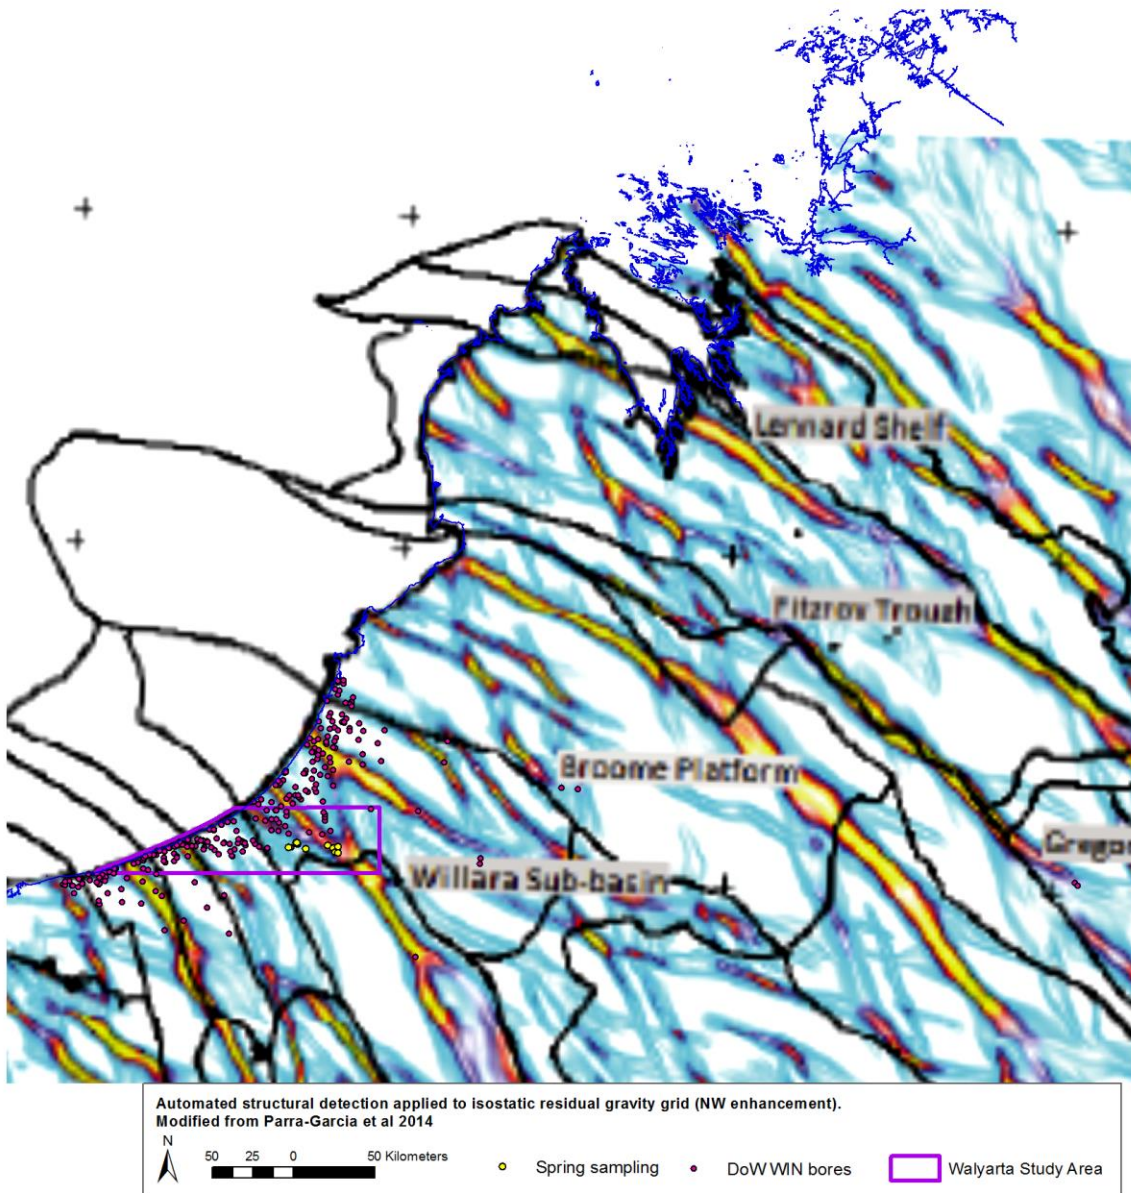 Lennard Shelf
Fitzroy Trough
Broome Platform
Gregor
Willara Sub-basin
Automated structural detection applied to isostatic residual gravity grid (NW enhancement).
Modified from Parra-Garcia et al 2014
N
50 25 0 50 Kilometers
Spring sampling
DoW WIN bores
Walyarta Study Area